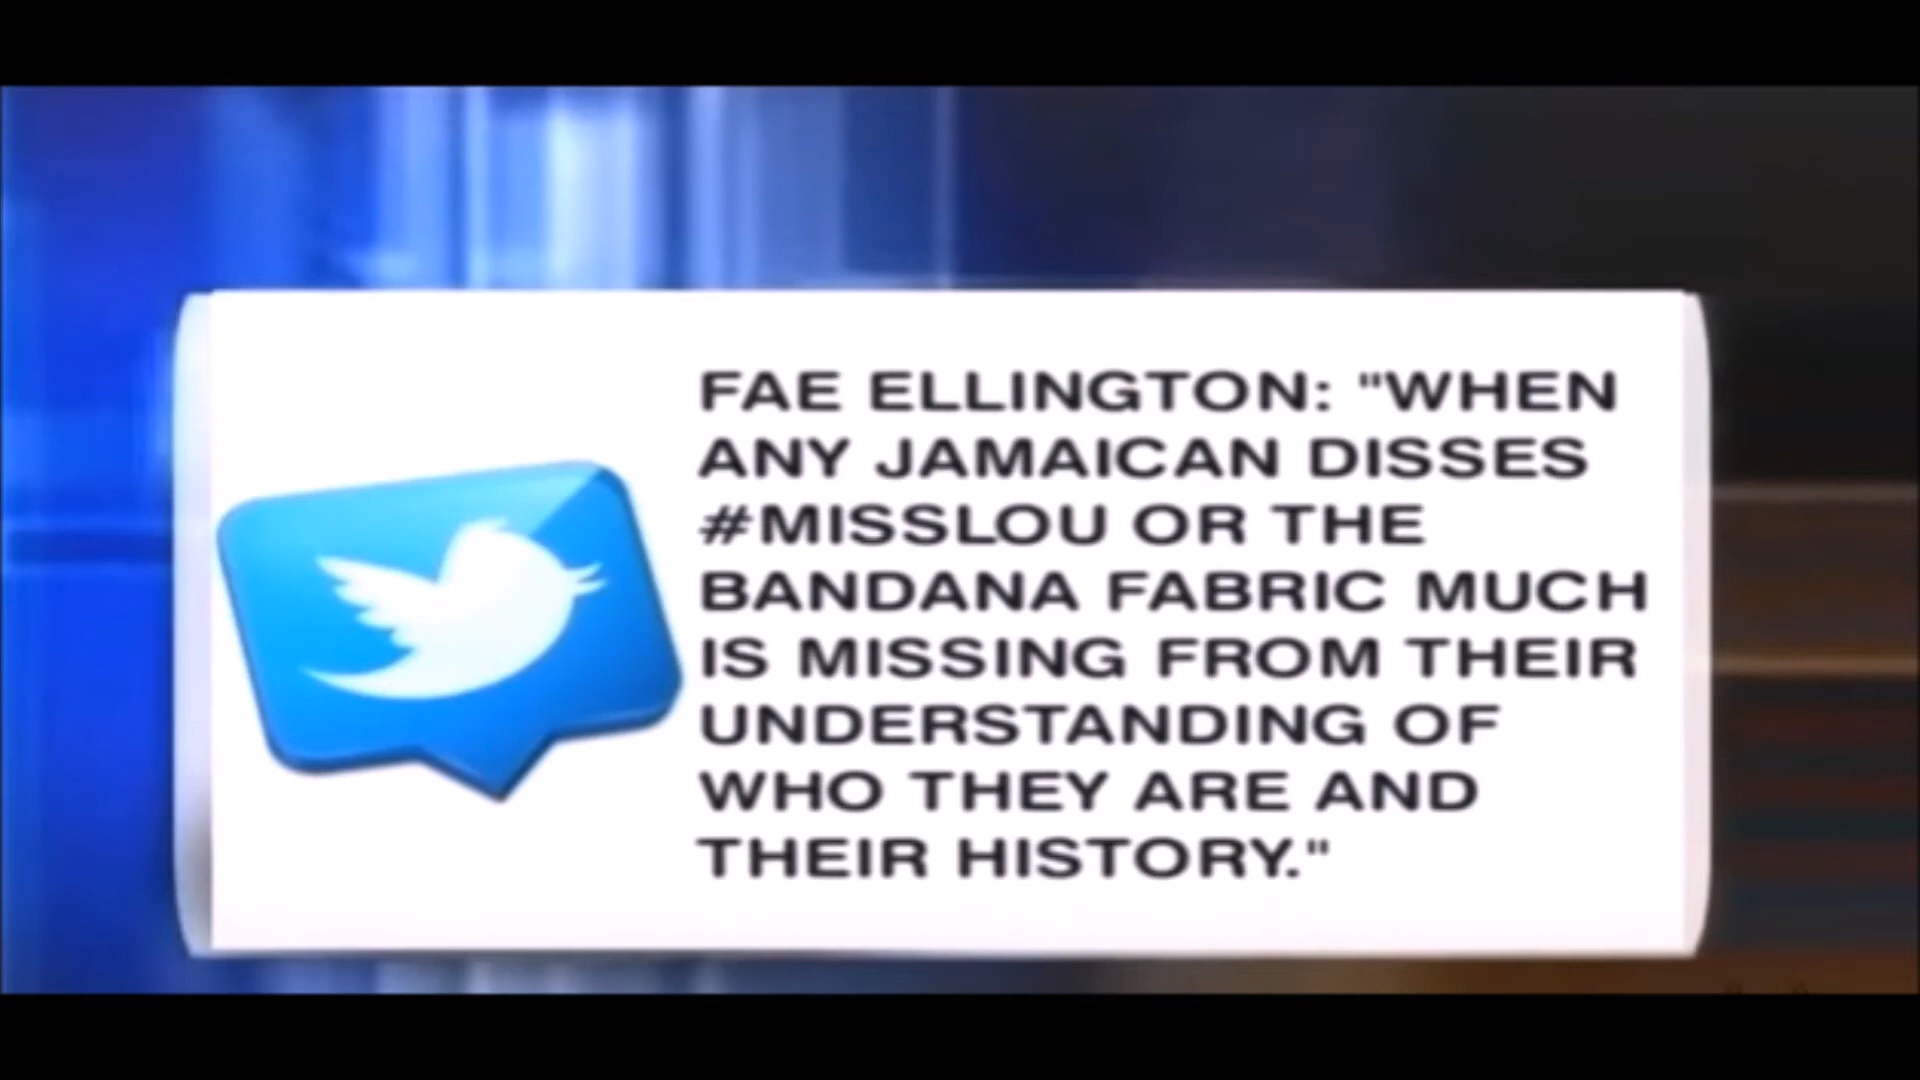 FAE ELLINGTON: "WHEN
ANY JAMAICAN DISSES
#MISSLOU OR THE
BANDANA FABRIC MUCH
IS MISSING FROM THEIR
UNDERSTANDING OF
WHO THEY ARE AND
THEIR HISTORY."